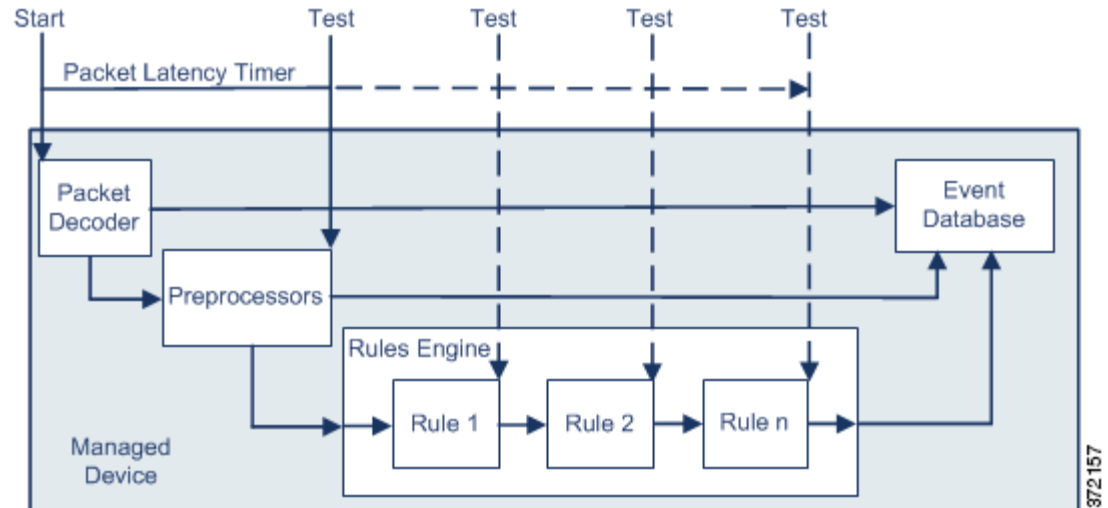 Start
Test
Test
Test
Test
Packet Latency Timer
Packet
Decoder
Event
Database
Preprocessors
Rules Engine
Rule 1
Rule 2
Rule n
Managed
Device
372157